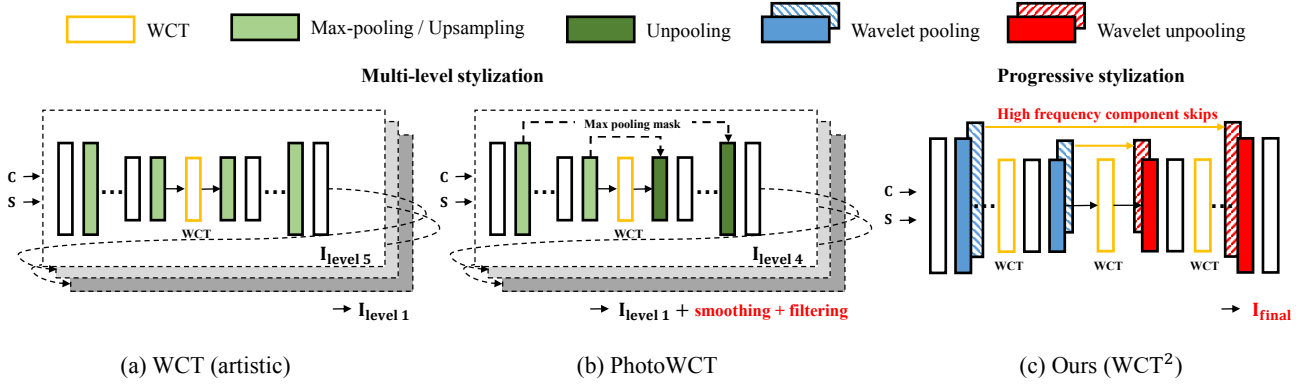 WCT
Max-pooling / Upsampling
Unpooling
Wavelet pooling
Wavelet unpooling
Multi-level stylization
Progressive stylization
C
S
...
...
WCT
I level 5
I level 1
Max pooling mask
C
S
...
...
WCT
I level 4
I level 1 + smoothing + filtering
High frequency component skips
C
S
...
...
WCT
WCT
WCT
I final
(a) WCT (artistic)
(b) PhotoWCT
(c) Ours (WCT²)